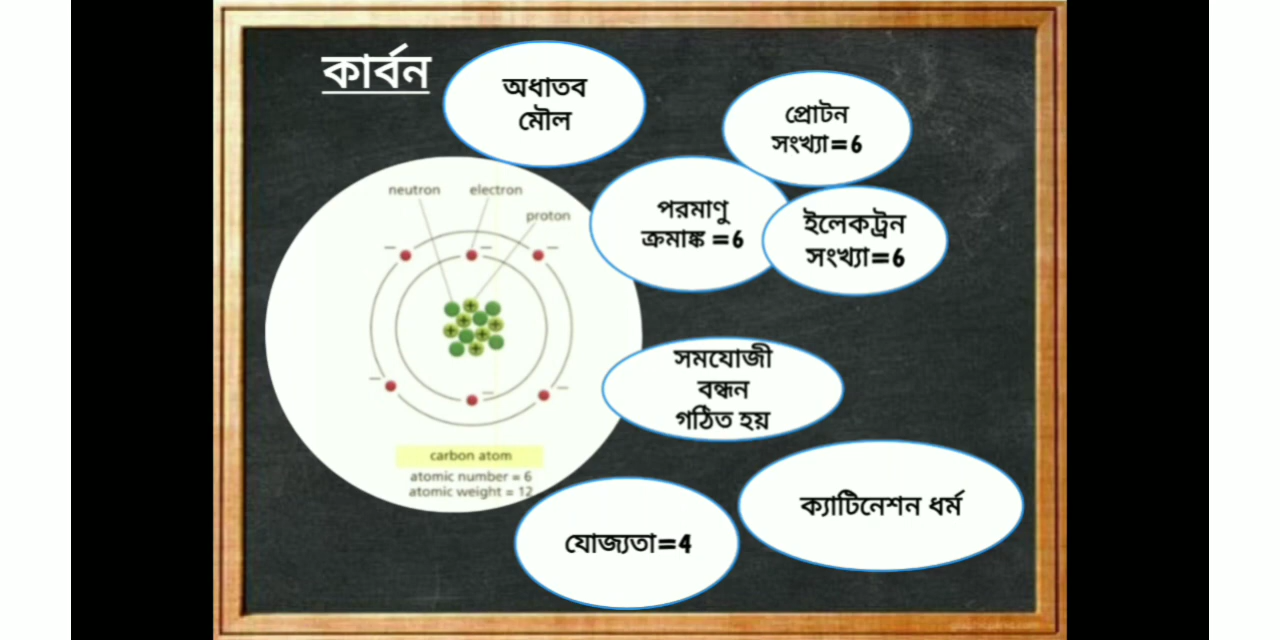 কার্বন
অধাতব
মৌল
প্রোটন
সংখ্যা=6
পরমাণু
ক্রমাঙ্ক =6
ইলেকট্রন
সংখ্যা=6
neutron
electron
proton
সমযোজী
বন্ধন
গঠিত হয়
carbon atom
atomic number = 6
atomic weight = 12
ক্যাটিনেশন ধর্ম
যোজ্যতা=4